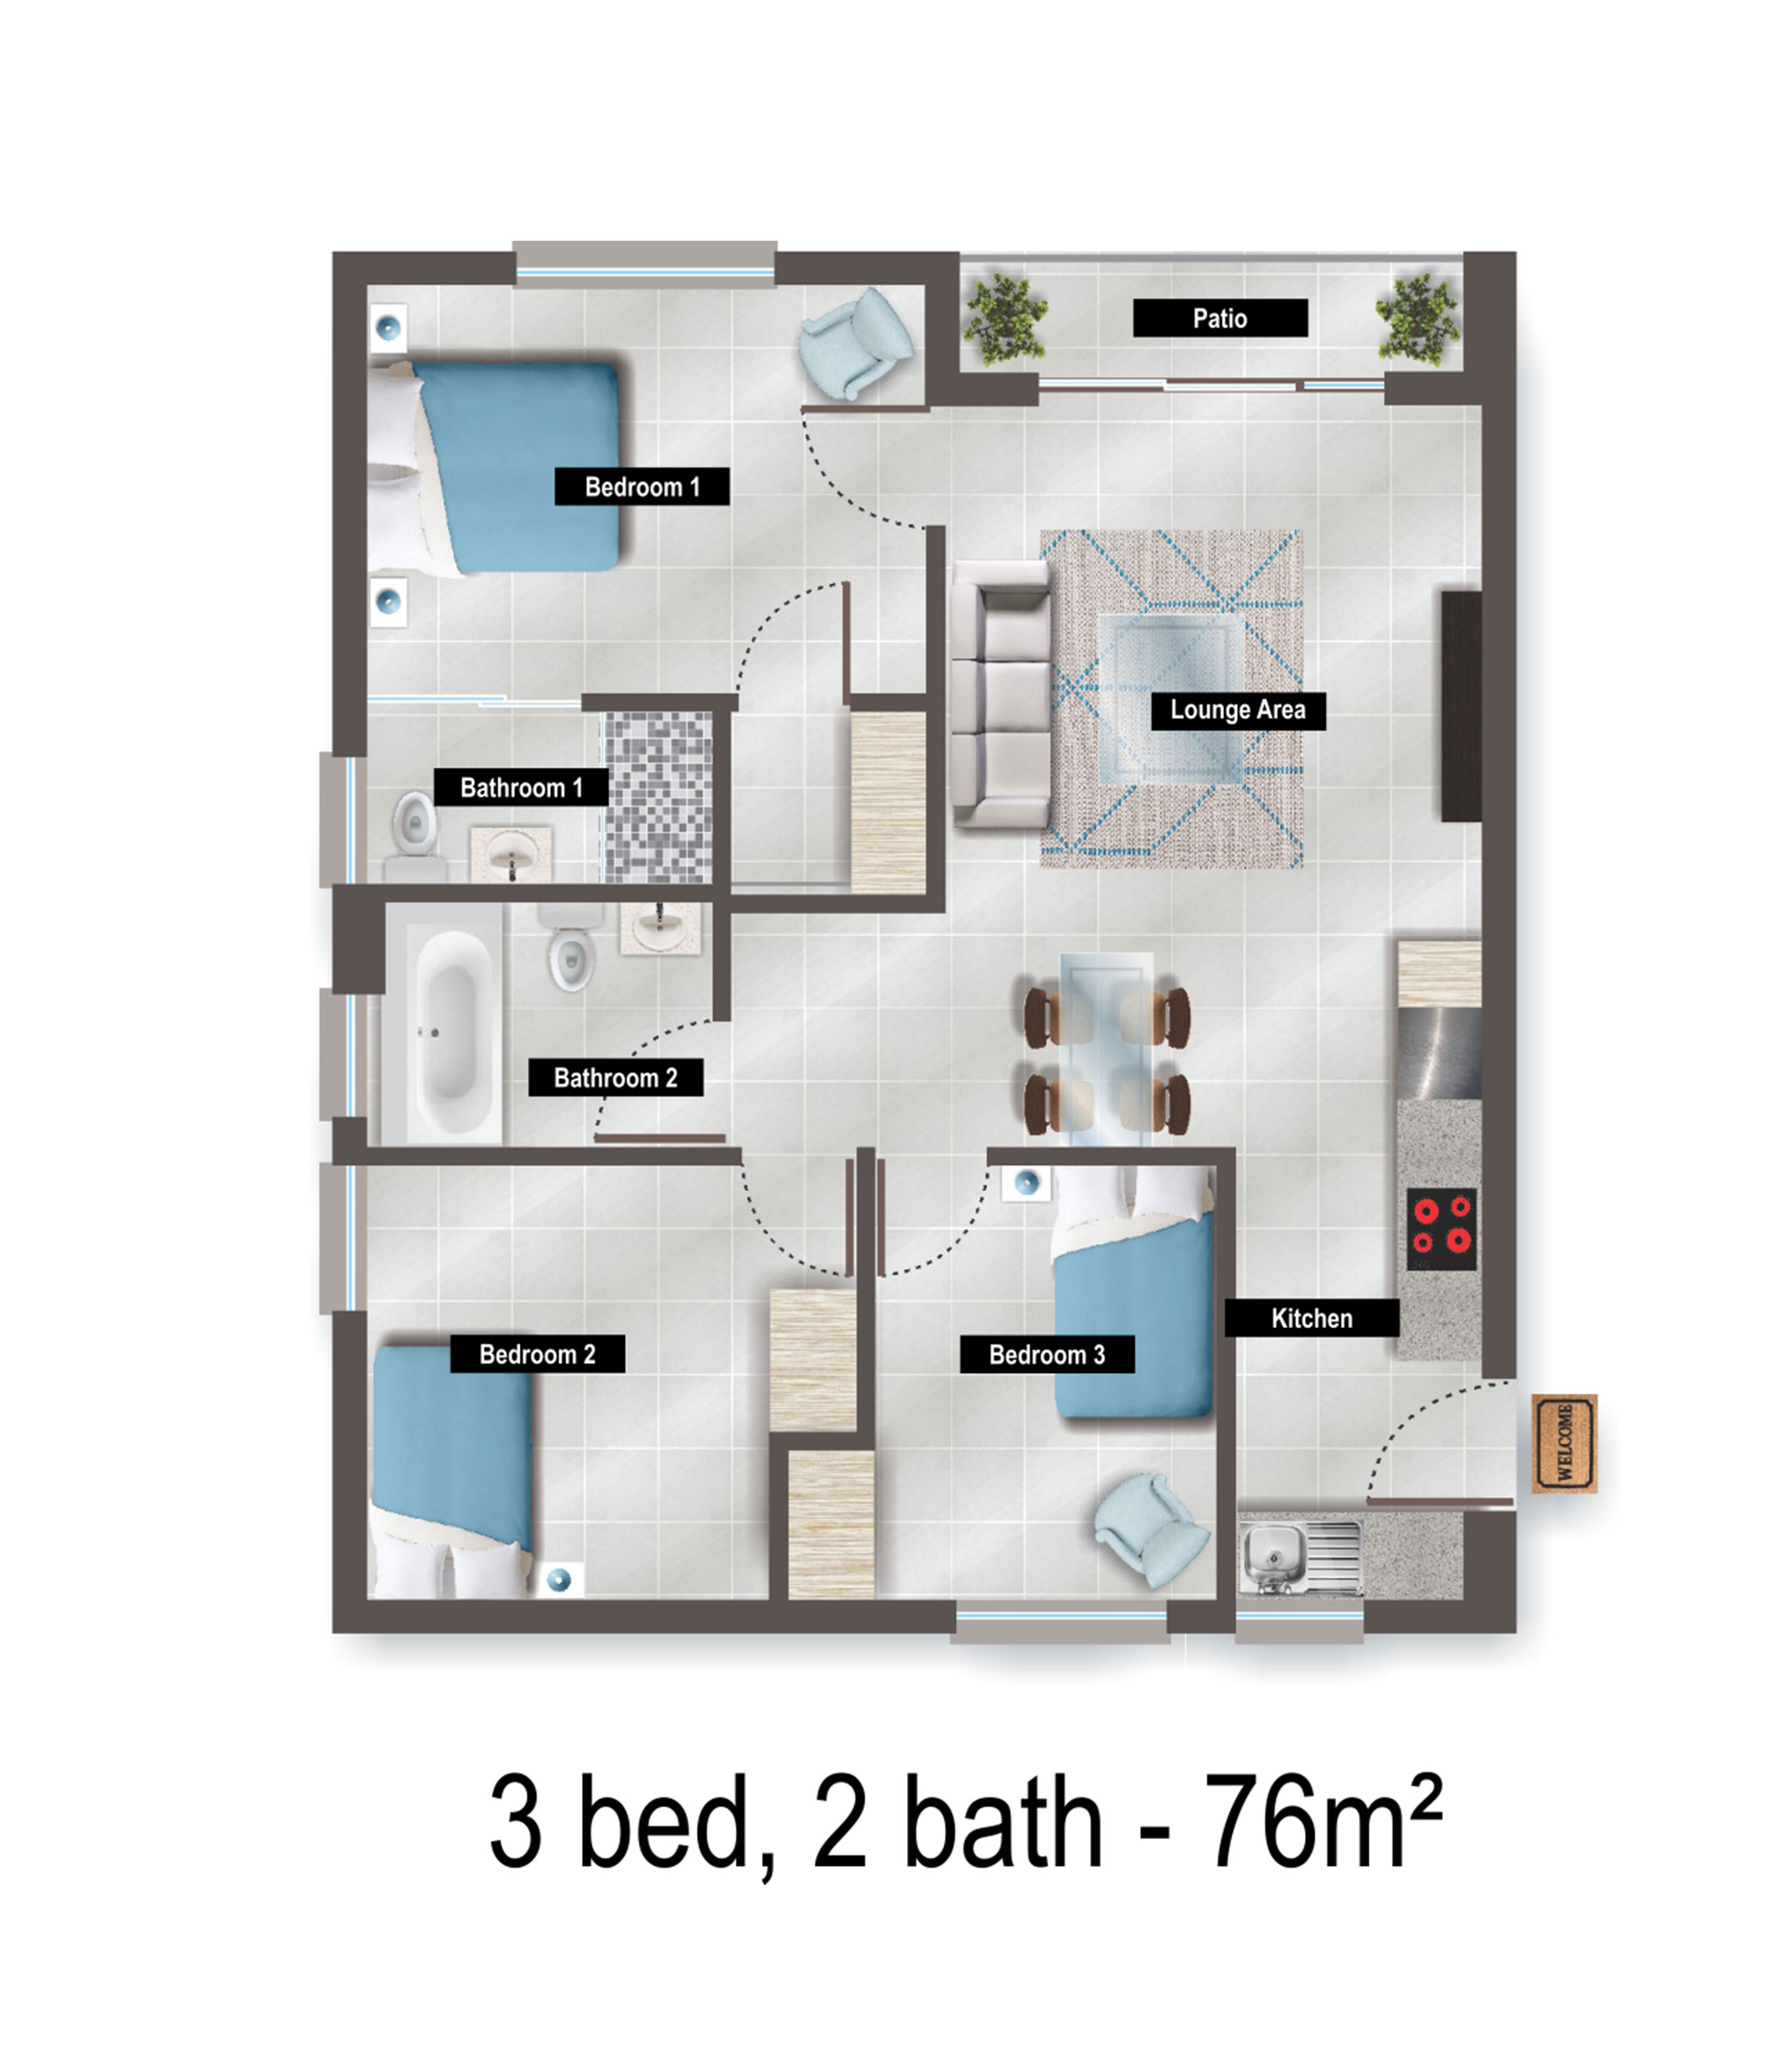 Patio
Bedroom 1
Lounge Area
Bathroom 1
Bathroom 2
Kitchen
Bedroom 2
Bedroom 3
WELCOME
3 bed, 2 bath - 76m²